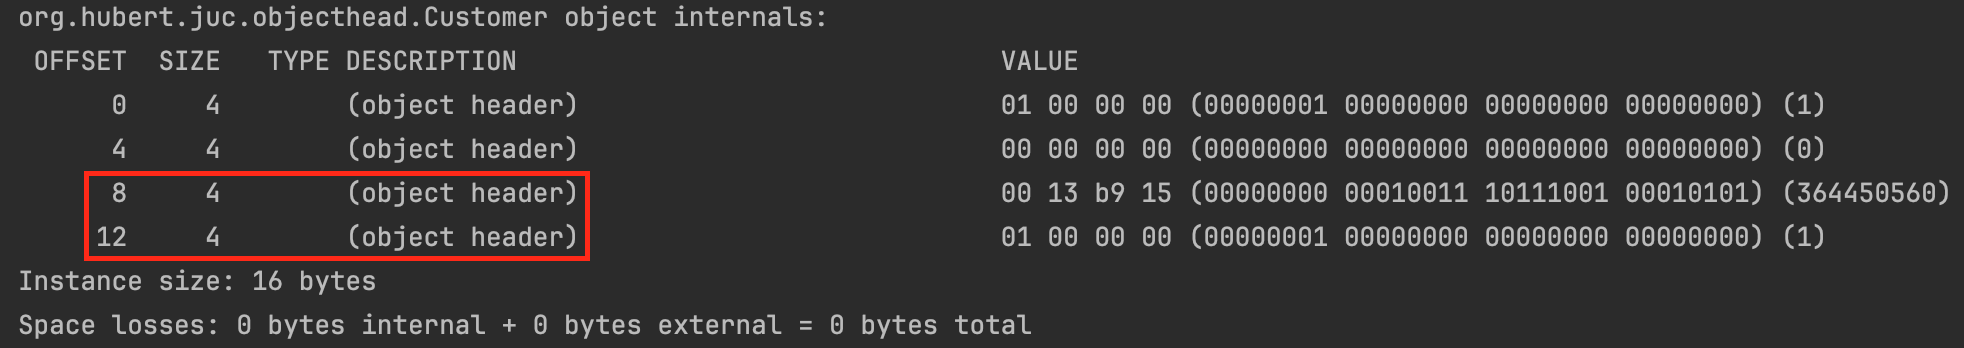 org.hubert.juc.objecthead.Customer object internals:
OFFSET SIZE TYPE DESCRIPTION VALUE
0 4 (object header) 01 00 00 00 (00000001 00000000 00000000 00000000) (1)
4 4 (object header) 00 00 00 00 (00000000 00000000 00000000 00000000) (0)
8 4 (object header) 00 13 b9 15 (00000000 00010011 10111001 00010101) (364450560)
12 4 (object header) 01 00 00 00 (00000001 00000000 00000000 00000000) (1)
Instance size: 16 bytes
Space losses: 0 bytes internal + 0 bytes external = 0 bytes total